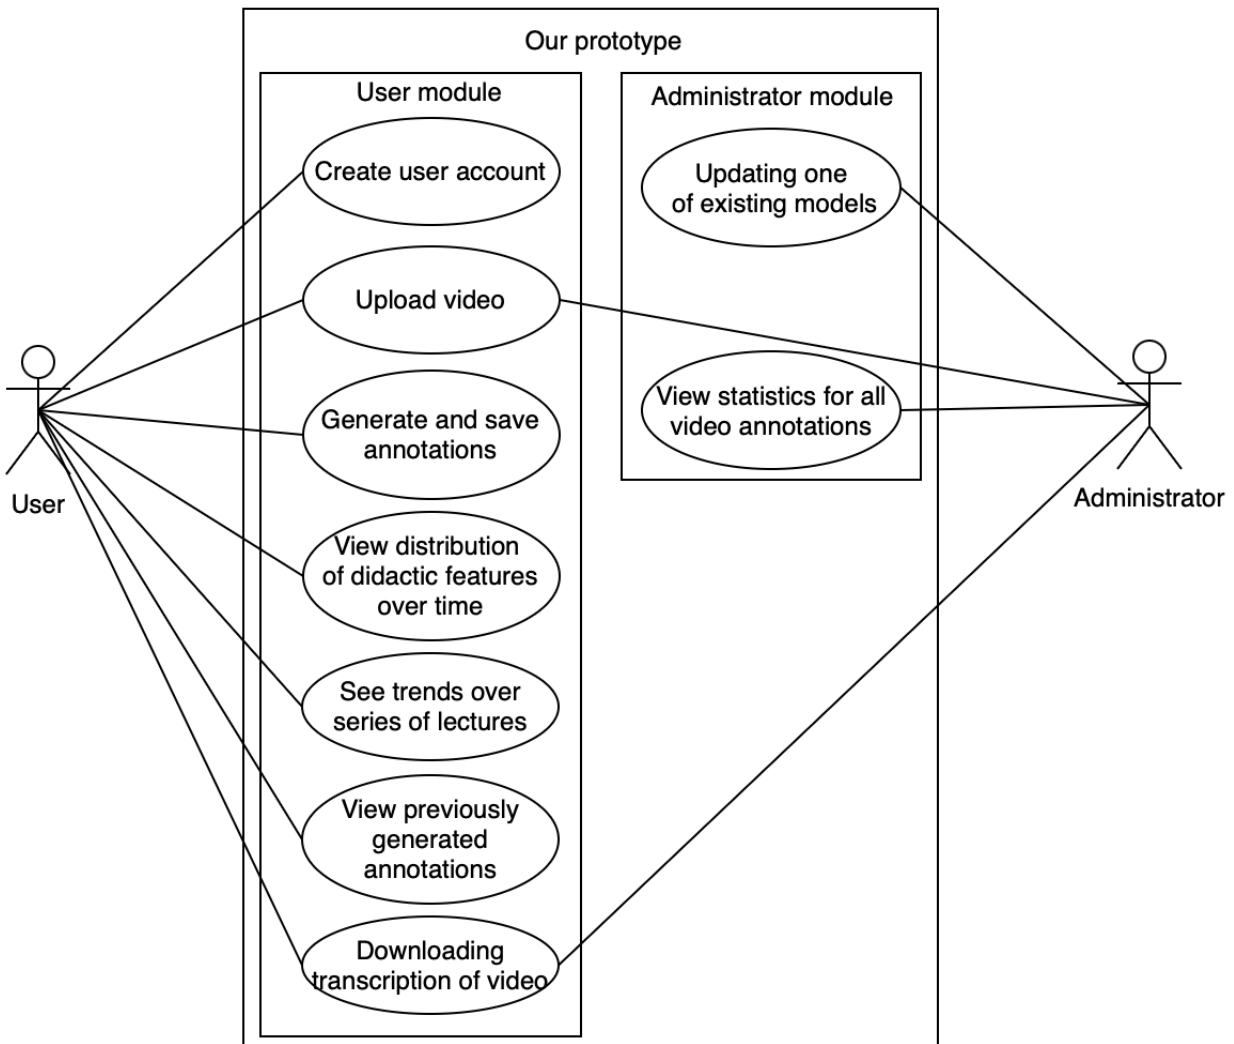 Our prototype
User module
Create user account
Upload video
Generate and save
annotations
View distribution
of didactic features
over time
See trends over
series of lectures
View previously
generated
annotations
Downloading
transcription of video
Administrator module
Updating one
of existing models
View statistics for all
video annotations
User
Administrator